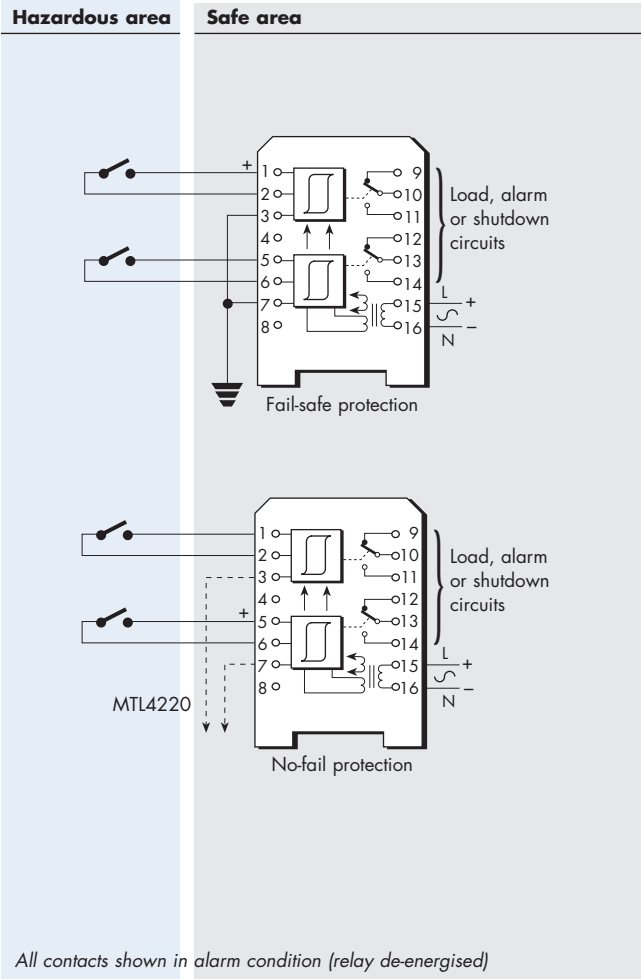 Hazardous area
Safe area
+
1
2
3
4
5
6
7
8
9
10
11
12
13
14
15
16
Load, alarm
or shutdown
circuits
L
+
N
–
Fail-safe protection
1
2
3
4
+
5
6
7
8
9
10
11
12
13
14
15
16
Load, alarm
or shutdown
circuits
L
+
N
–
MTL4220
No-fail protection
All contacts shown in alarm condition (relay de-energised)